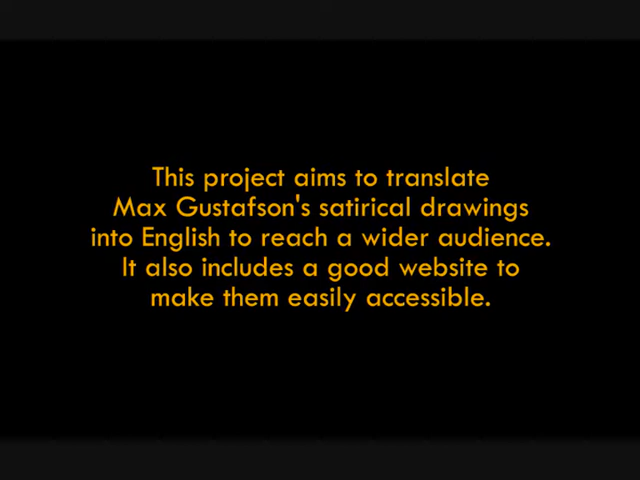 This project aims to translate
Max Gustafson's satirical drawings
into English to reach a wider audience.
It also includes a good website to
make them easily accessible.